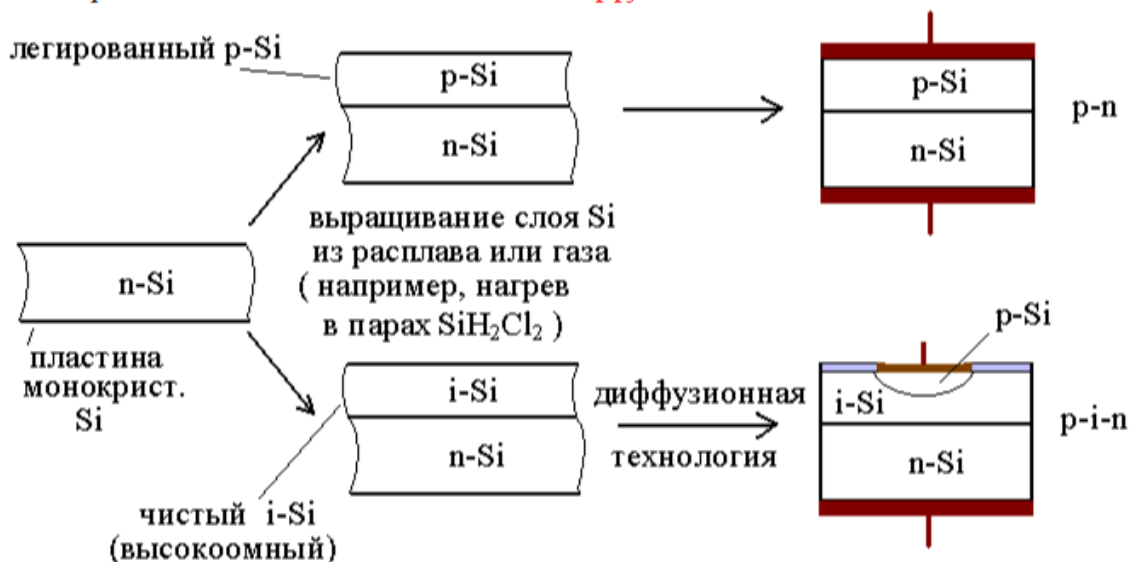 легированный p-Si
p-Si
n-Si
p-Si
n-Si
p-n
выращивание слоя Si
из расплава или газа
( например, нагрев
в парах SiH₂Cl₂ )
n-Si
пластина
монокрист.
Si
i-Si
n-Si
чистый i-Si
(высокоомный)
диффузионная
технология
p-Si
i-Si
n-Si
p-i-n